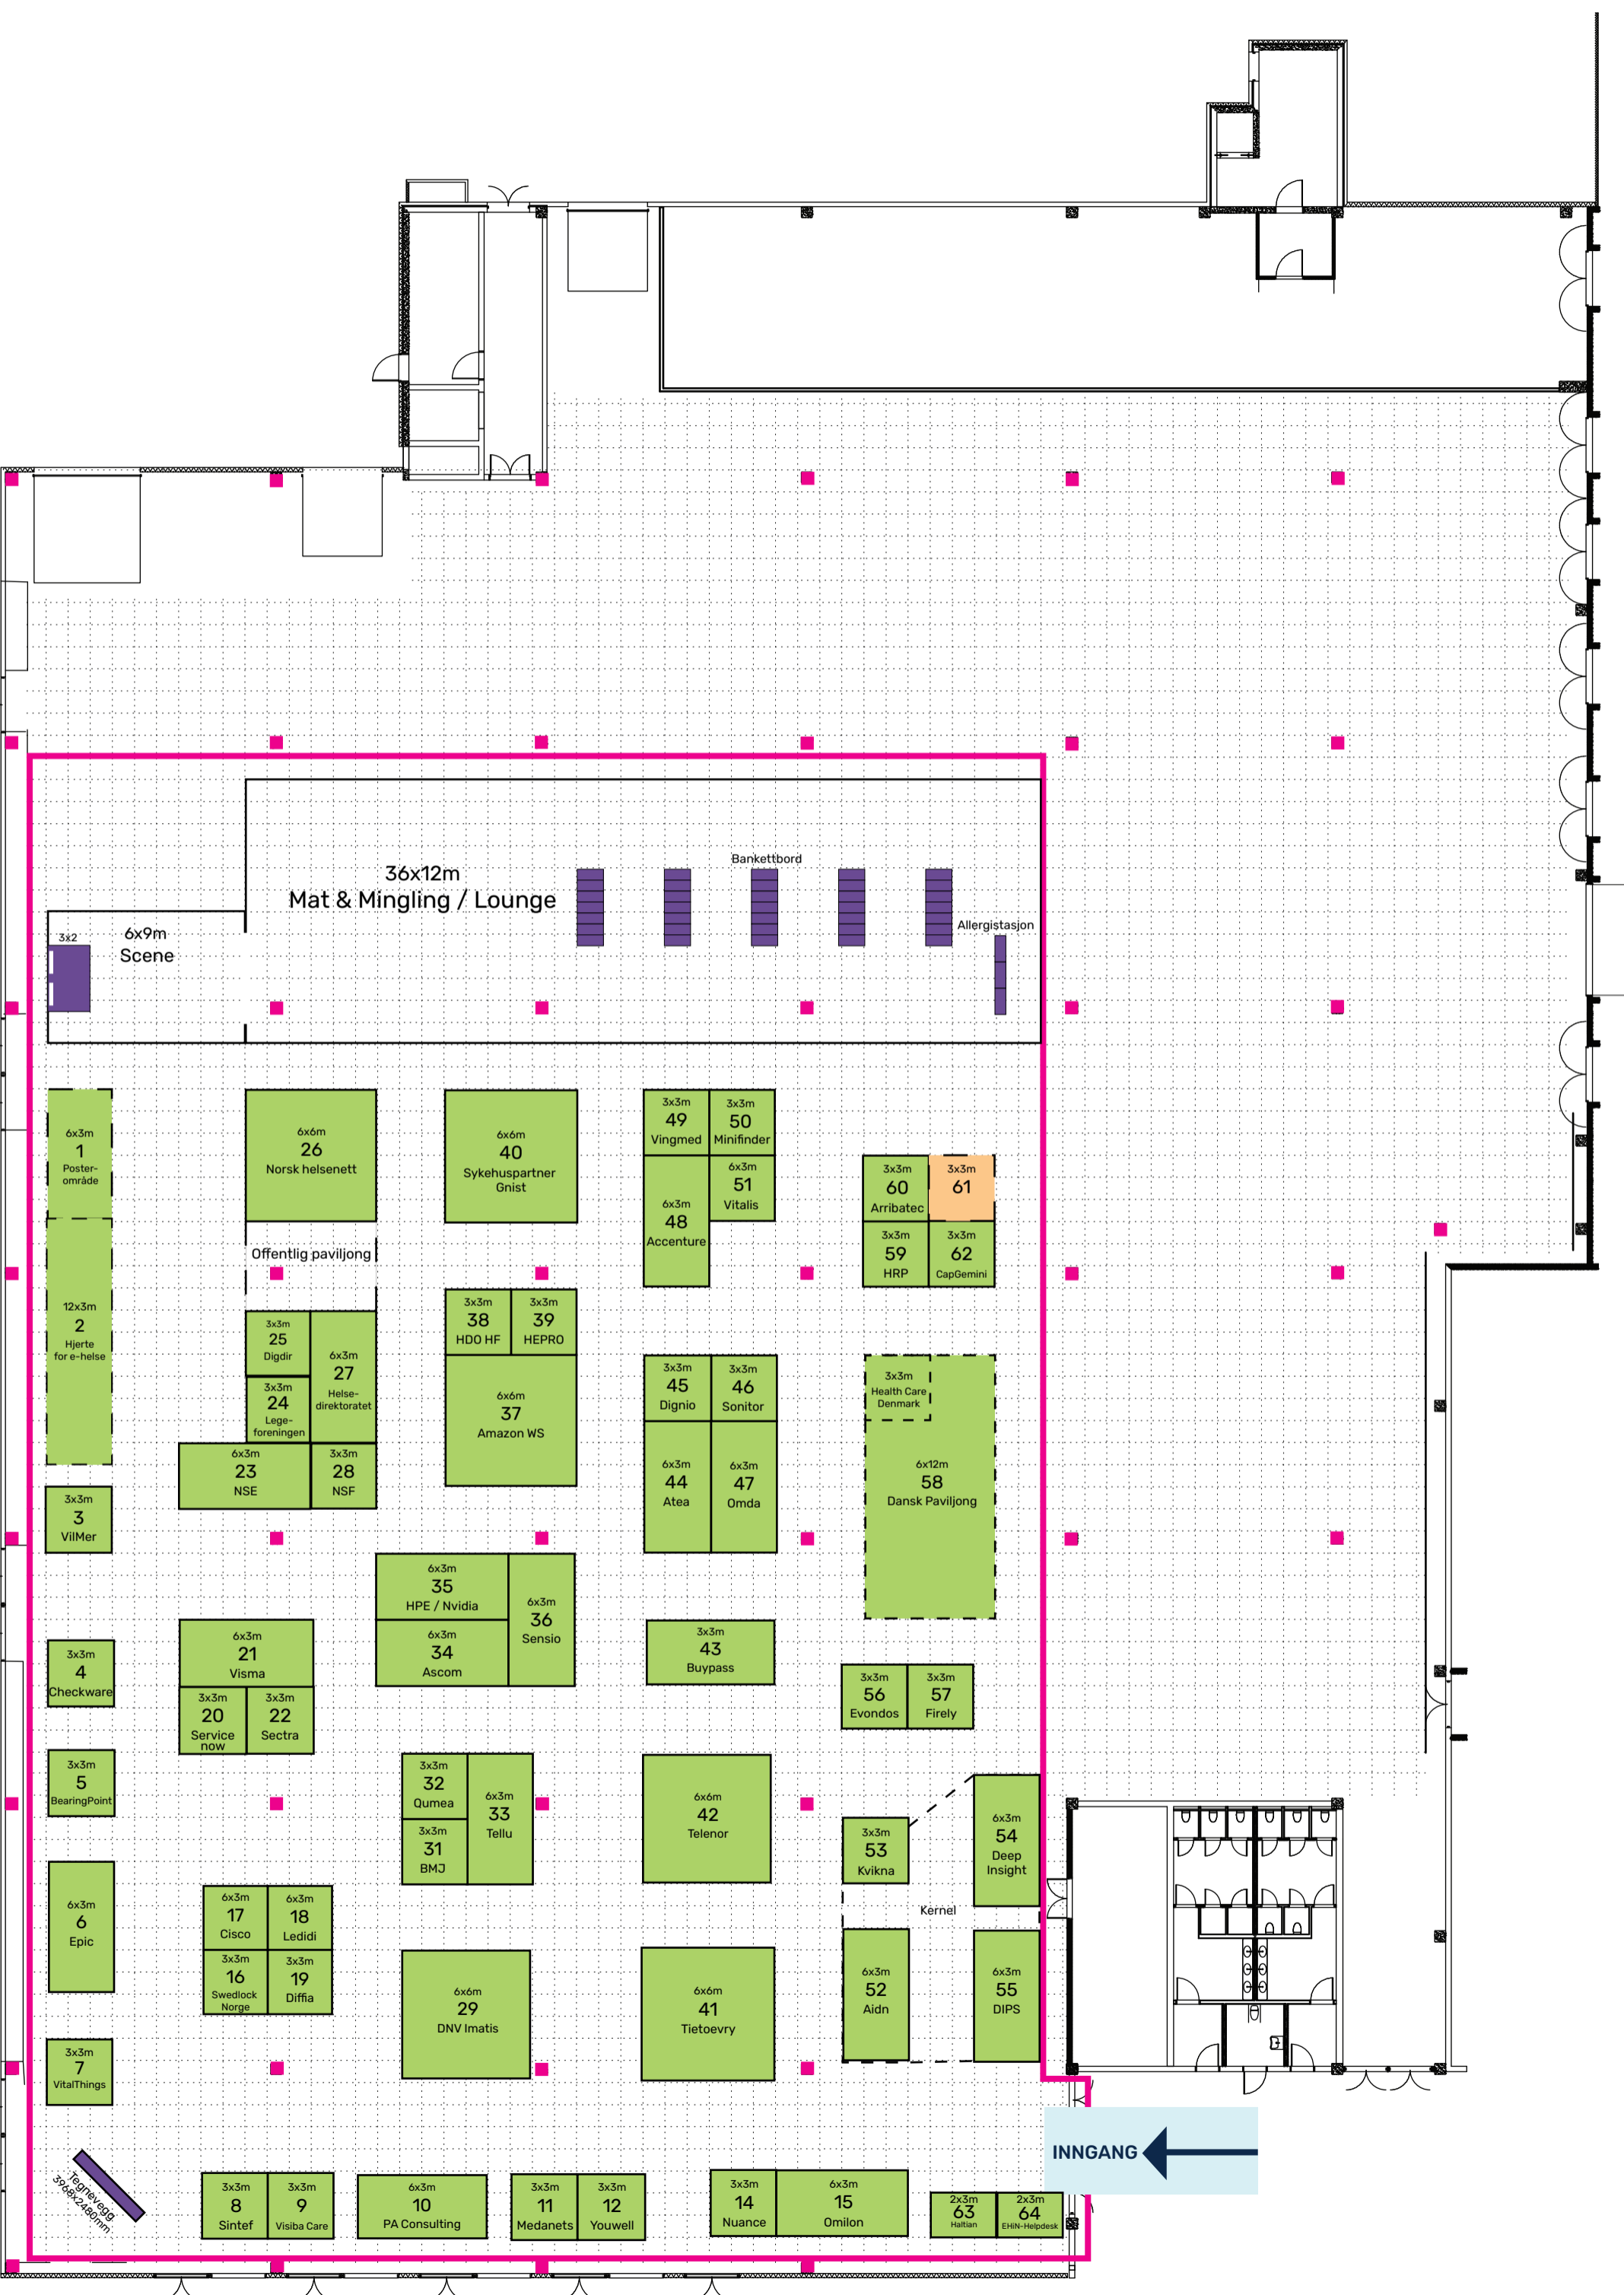 Bankettbord
36x12m
Mat & Mingling / Lounge
Allergistasjon
3x2
6x9m
Scene
6x3m
1
Poster-
område
12x3m
2
Hjerte
for e-helse
3x3m
3
VilMer
3x3m
4
Checkware
3x3m
5
BearingPoint
6x3m
6
Epic
3x3m
7
VitalThings
Tegnevegg
3968x2480mm
6x6m
26
Norsk helsenett
Offentlig paviljong
3x3m
25
Digdir
6x3m
27
Helse-
direktoratet
3x3m
24
Lege-
foreningen
6x3m
23
NSE
3x3m
28
NSF
6x3m
21
Visma
3x3m
20
Service
now
3x3m
22
Sectra
6x3m
17
Cisco
6x3m
18
Ledidi
3x3m
16
Swedlock
Norge
3x3m
19
Diffia
6x6m
40
Sykehuspartner
Gnist
3x3m
38
HDO HF
3x3m
39
HEPRO
6x6m
37
Amazon WS
6x3m
35
HPE / Nvidia
6x3m
36
Sensio
6x3m
34
Ascom
3x3m
32
Qumea
6x3m
33
Tellu
3x3m
31
BMJ
6x6m
29
DNV Imatis
3x3m
49
Vingmed
3x3m
50
Minifinder
6x3m
48
Accenture
6x3m
51
Vitalis
3x3m
45
Dignio
3x3m
46
Sonitor
6x3m
44
Atea
6x3m
47
Omda
3x3m
43
Buypass
6x6m
42
Telenor
6x6m
41
Tietoevry
3x3m
60
Arribatec
3x3m
61
3x3m
59
HRP
3x3m
62
CapGemini
3x3m
Health Care
Denmark
6x12m
58
Dansk Paviljong
3x3m
56
Evondos
3x3m
57
Firely
6x3m
54
Deep
Insight
3x3m
53
Kvikna
Kernel
6x3m
52
Aidn
6x3m
55
DIPS
INNGANG
3x3m
8
Sintef
3x3m
9
Visiba Care
6x3m
10
PA Consulting
3x3m
11
Medanets
3x3m
12
Youwell
3x3m
14
Nuance
6x3m
15
Omilon
2x3m
63
Haltian
2x3m
64
EHiN-Helpdesk